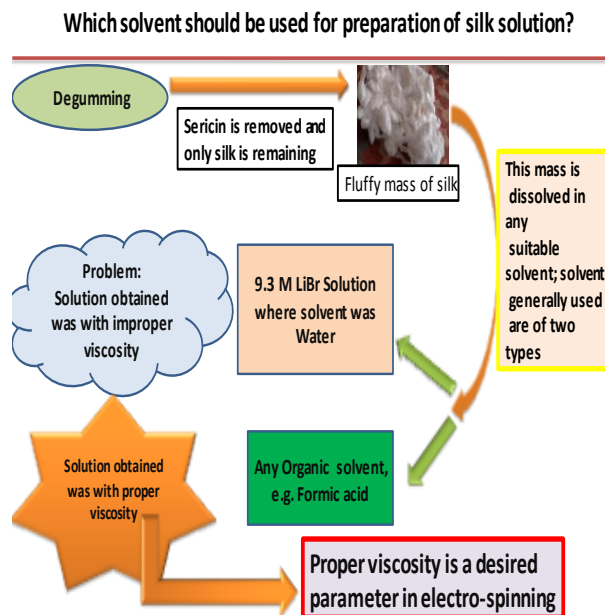 Which solvent should be used for preparation of silk solution?
Degumming
Sericin is removed and
only silk is remaining
Fluffy mass of silk
This mass is
dissolved in
any
suitable
solvent; solvent
generally used
are of two
types
Problem:
Solution obtained
was with improper
viscosity
9.3 M LiBr Solution
where solvent was
Water
Solution obtained
was with proper
viscosity
Any Organic solvent,
e.g. Formic acid
Proper viscosity is a desired
parameter in electro-spinning